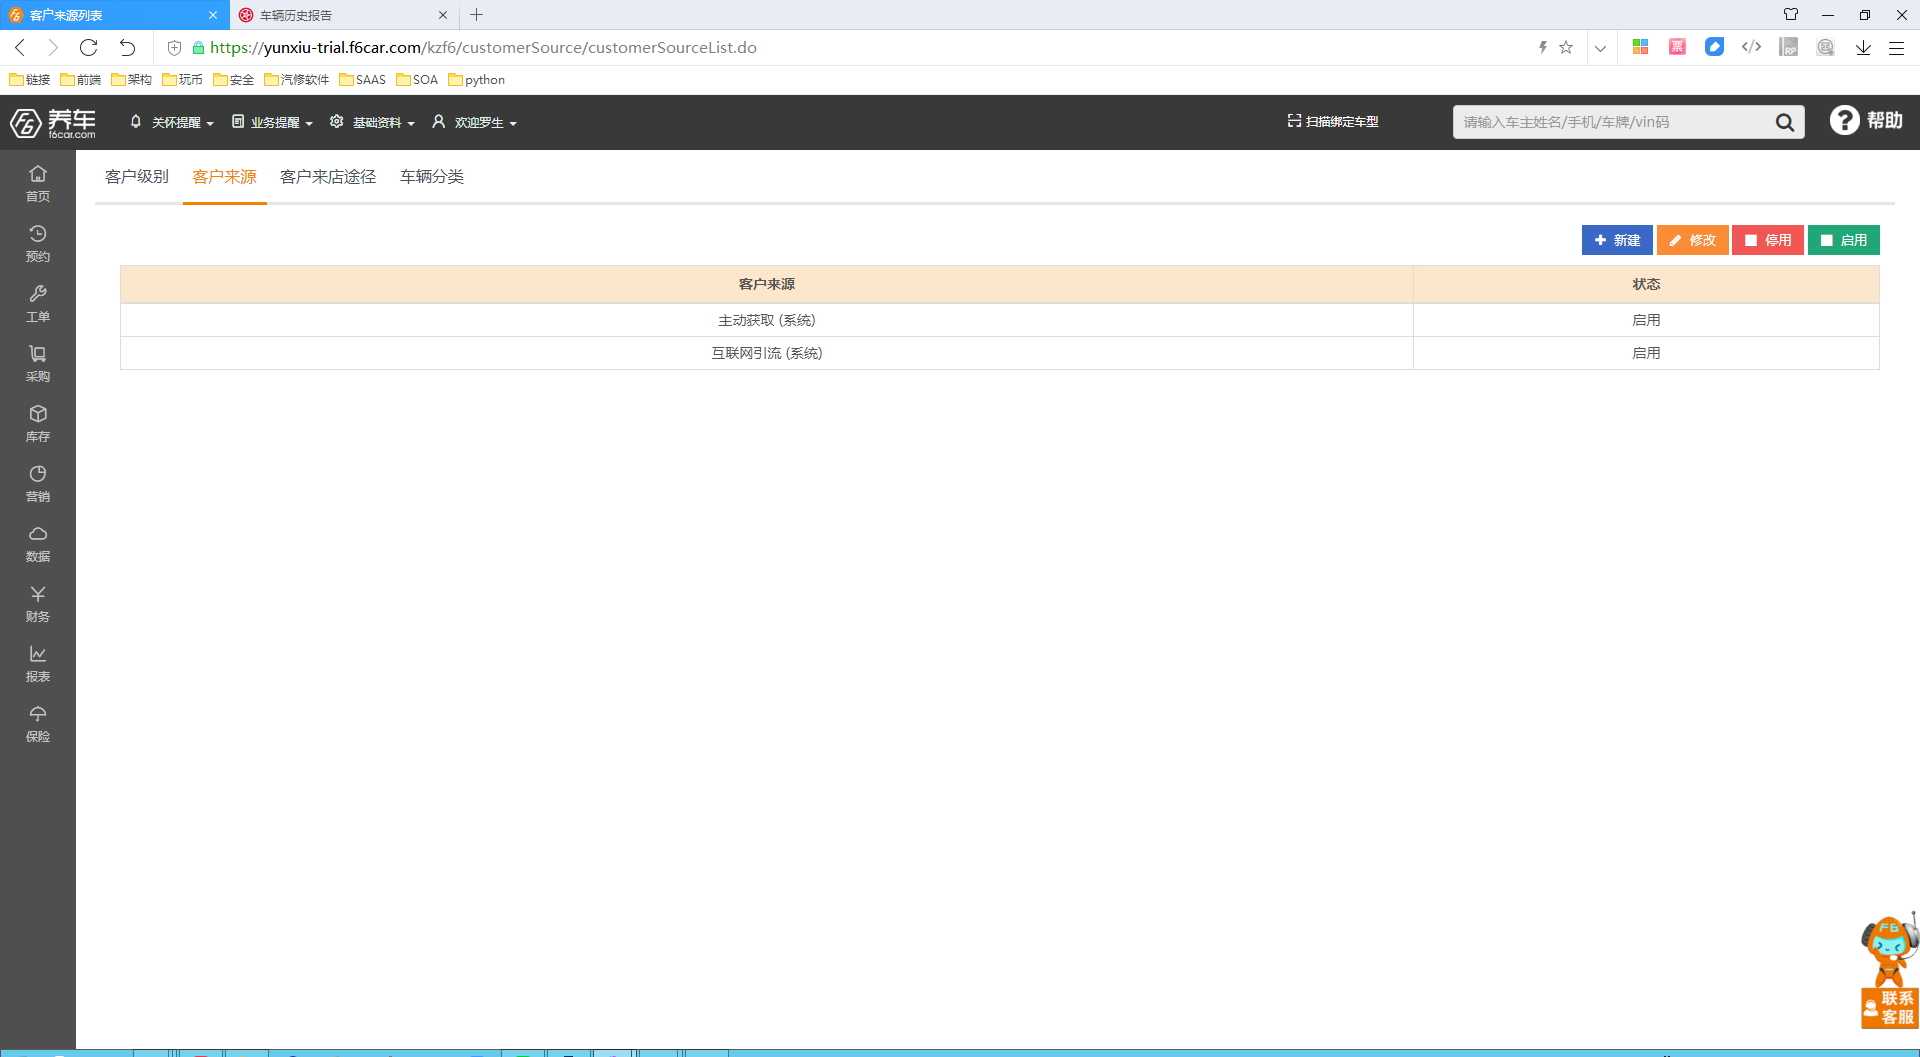 客户来源列表
车辆历史报告
https://yunxiu-trial.f6car.com/kzf6/customerSource/customerSourceList.do
票
RP
链接 前端 架构 玩币 安全 汽修软件 SAAS SOA python
F6 养车 f6car.com
关怀提醒 业务提醒 基础资料 欢迎罗生
扫描绑定车型
请输入车主姓名/手机/车牌/vin码
? 帮助
首页
预约
工单
采购
库存
营销
数据
财务
报表
保险
客户级别 客户来源 客户来店途径 车辆分类
新建 修改 停用 启用
客户来源 状态
主动获取 (系统) 启用
互联网引流 (系统) 启用
F6
联系
客服